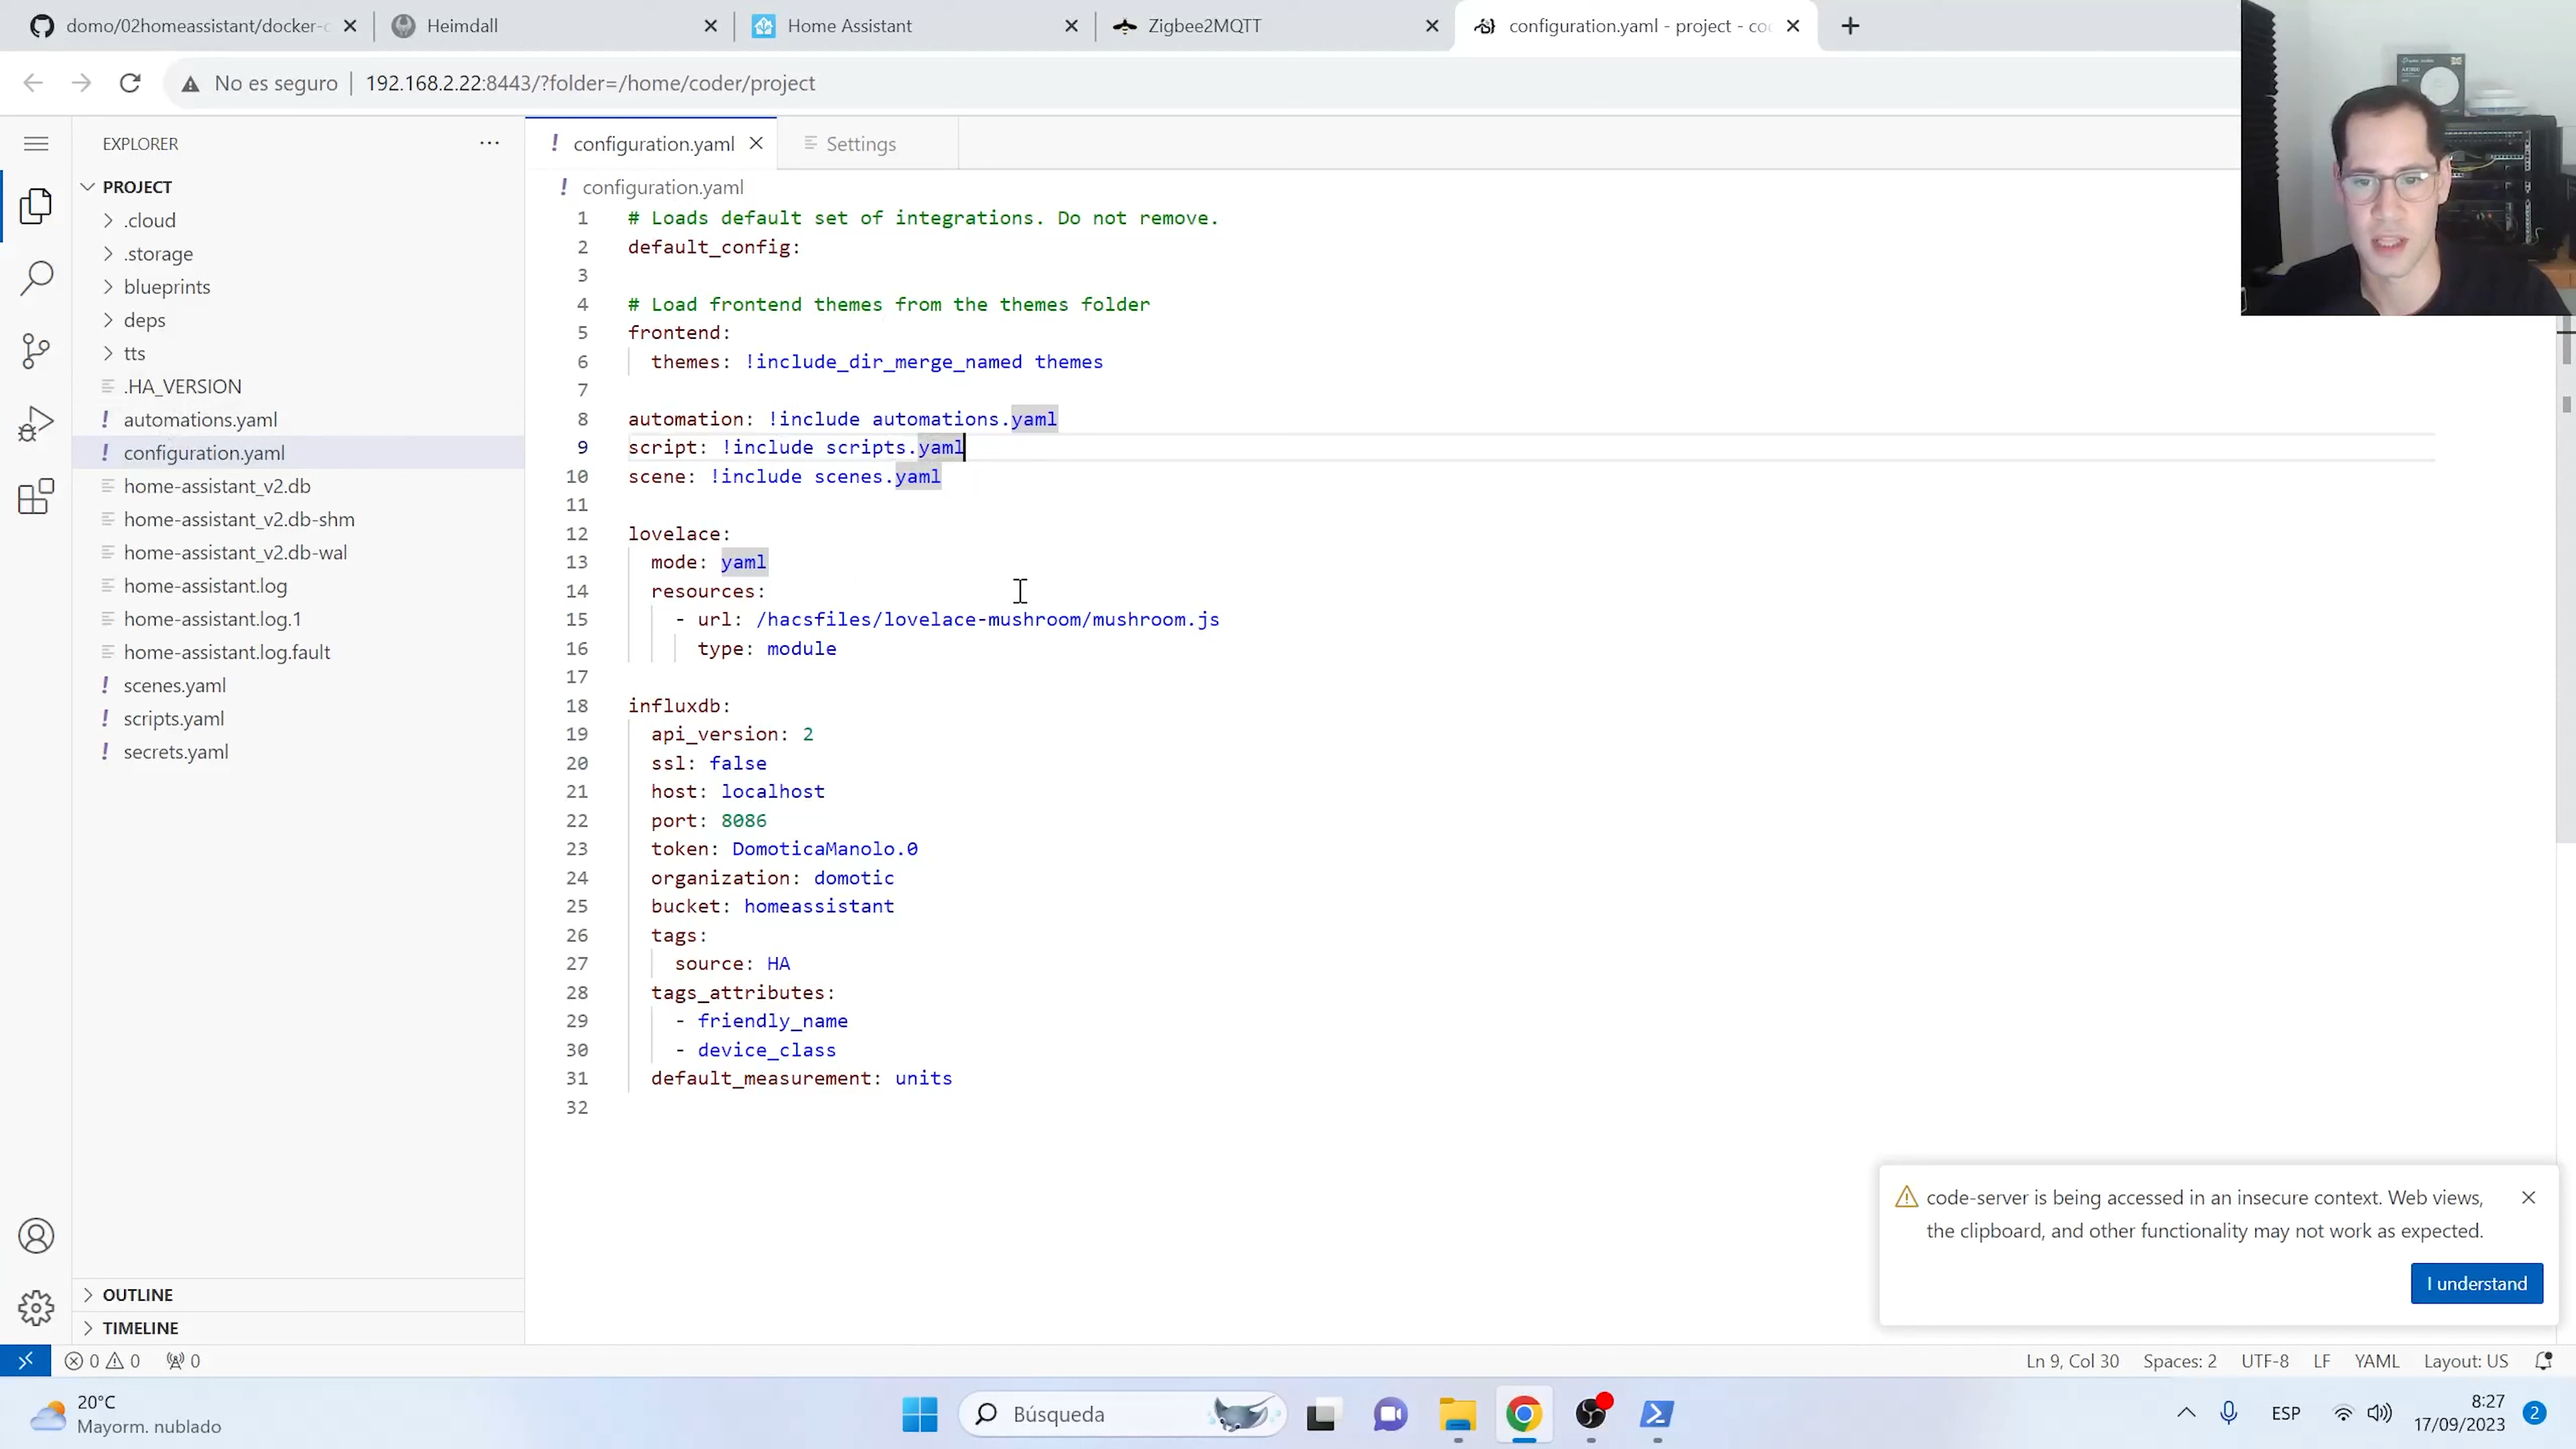 domo/02homeassistant/docker-c
Heimdall
Home Assistant
Zigbee2MQTT
configuration.yaml - project - co
No es seguro
192.168.2.22:8443/?folder=/home/coder/project
EXPLORER
PROJECT
.cloud
.storage
blueprints
deps
tts
.HA_VERSION
! automations.yaml
! configuration.yaml
home-assistant_v2.db
home-assistant_v2.db-shm
home-assistant_v2.db-wal
home-assistant.log
home-assistant.log.1
home-assistant.log.fault
! scenes.yaml
! scripts.yaml
! secrets.yaml
OUTLINE
TIMELINE
! configuration.yaml
Settings
! configuration.yaml
1 # Loads default set of integrations. Do not remove.
2 default_config:
3
4 # Load frontend themes from the themes folder
5 frontend:
6 themes: !include_dir_merge_named themes
7
8 automation: !include automations.yaml
9 script: !include scripts.yaml
10 scene: !include scenes.yaml
11
12 lovelace:
13 mode: yaml
14 resources:
15 - url: /hacsfiles/lovelace-mushroom/mushroom.js
16 type: module
17
18 influxdb:
19 api_version: 2
20 ssl: false
21 host: localhost
22 port: 8086
23 token: DomoticaManolo.0
24 organization: domotic
25 bucket: homeassistant
26 tags:
27 source: HA
28 tags_attributes:
29 - friendly_name
30 - device_class
31 default_measurement: units
32
code-server is being accessed in an insecure context. Web views,
the clipboard, and other functionality may not work as expected.
I understand
0 0 0
Ln 9, Col 30
Spaces: 2
UTF-8
LF
YAML
Layout: US
20°C
Mayorm. nublado
Búsqueda
ESP
8:27
17/09/2023
2